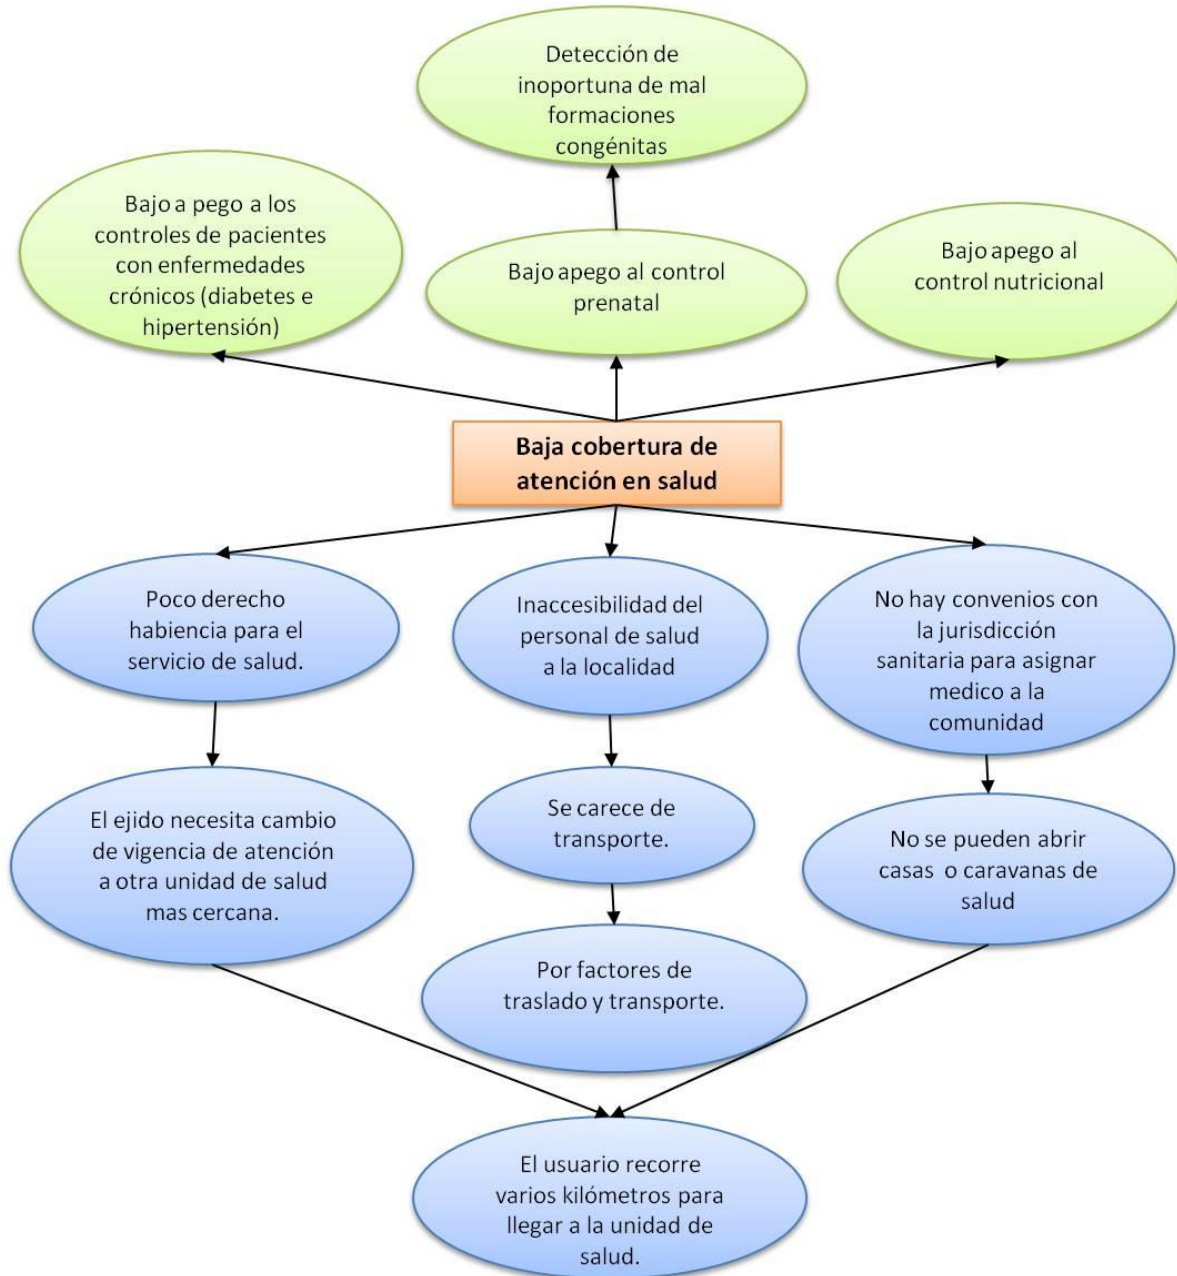 Detección de
inoportuna de mal
formaciones
congénitas
Bajo a pego a los
controles de pacientes
con enfermedades
crónicos (diabetes e
hipertensión)
Bajo apego al control
prenatal
Bajo apego al
control nutricional
Baja cobertura de
atención en salud
Poco derecho
habiencia para el
servicio de salud.
Inaccesibilidad del
personal de salud
a la localidad
No hay convenios con
la jurisdicción
sanitaria para asignar
medico a la
comunidad
El ejido necesita cambio
de vigencia de atención
a otra unidad de salud
mas cercana.
Se carece de
transporte.
No se pueden abrir
casas o caravanas de
salud
Por factores de
traslado y transporte.
El usuario recorre
varios kilómetros para
llegar a la unidad de
salud.